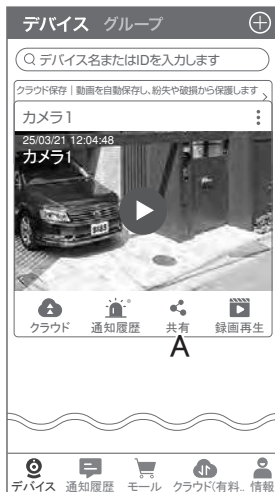 デバイス グループ
デバイス名またはIDを入力します
クラウド保存｜動画を自動保存し、紛失や破損から保護します
カメラ1
25/03/21 12:04:48
カメラ1
クラウド 通知履歴 共有 録画再生
A
デバイス 通知履歴 モール クラウド(有料.. 情報